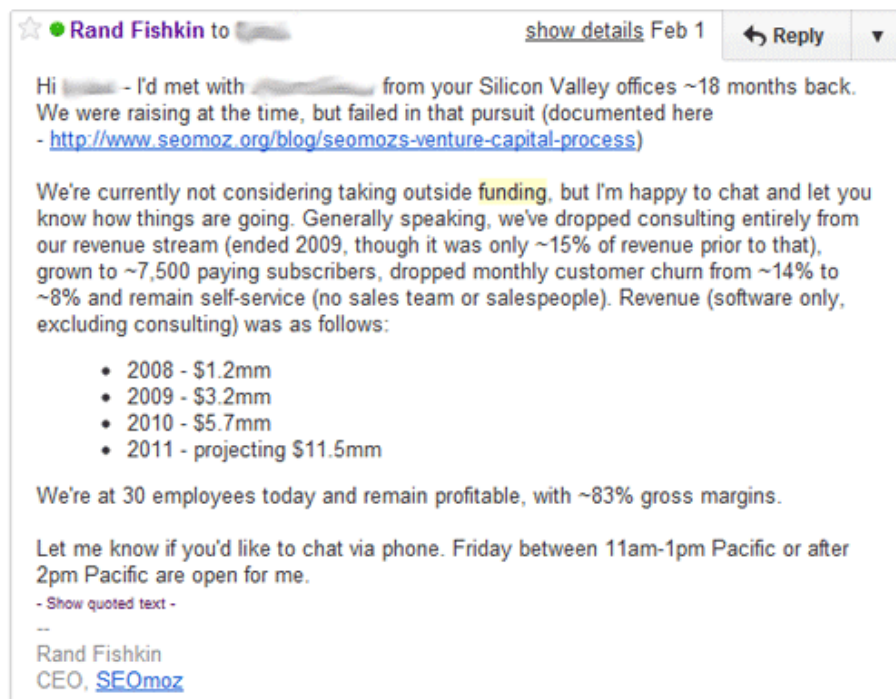 Rand Fishkin to
show details Feb 1
Reply
Hi - I'd met with from your Silicon Valley offices ~18 months back.
We were raising at the time, but failed in that pursuit (documented here
- http://www.seomoz.org/blog/seomozs-venture-capital-process)
We're currently not considering taking outside funding, but I'm happy to chat and let you
know how things are going. Generally speaking, we've dropped consulting entirely from
our revenue stream (ended 2009, though it was only ~15% of revenue prior to that),
grown to ~7,500 paying subscribers, dropped monthly customer churn from ~14% to
~8% and remain self-service (no sales team or salespeople). Revenue (software only,
excluding consulting) was as follows:
• 2008 - $1.2mm
• 2009 - $3.2mm
• 2010 - $5.7mm
• 2011 - projecting $11.5mm
We're at 30 employees today and remain profitable, with ~83% gross margins.
Let me know if you'd like to chat via phone. Friday between 11am-1pm Pacific or after
2pm Pacific are open for me.
- Show quoted text -
--
Rand Fishkin
CEO, SEOmoz